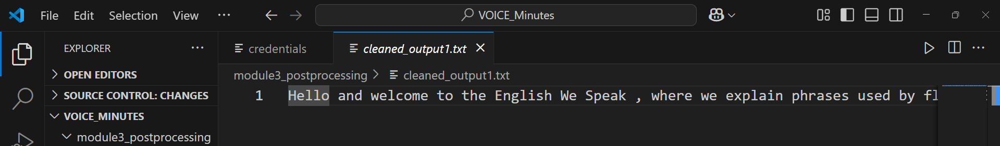 File Edit Selection View ... VOICE_Minutes
EXPLORER ...
credentials cleaned_output1.txt
OPEN EDITORS
SOURCE CONTROL: CHANGES
VOICE_MINUTES
module3_postprocessing
module3_postprocessing > cleaned_output1.txt
1 Hello and welcome to the English We Speak , where we explain phrases used by fl